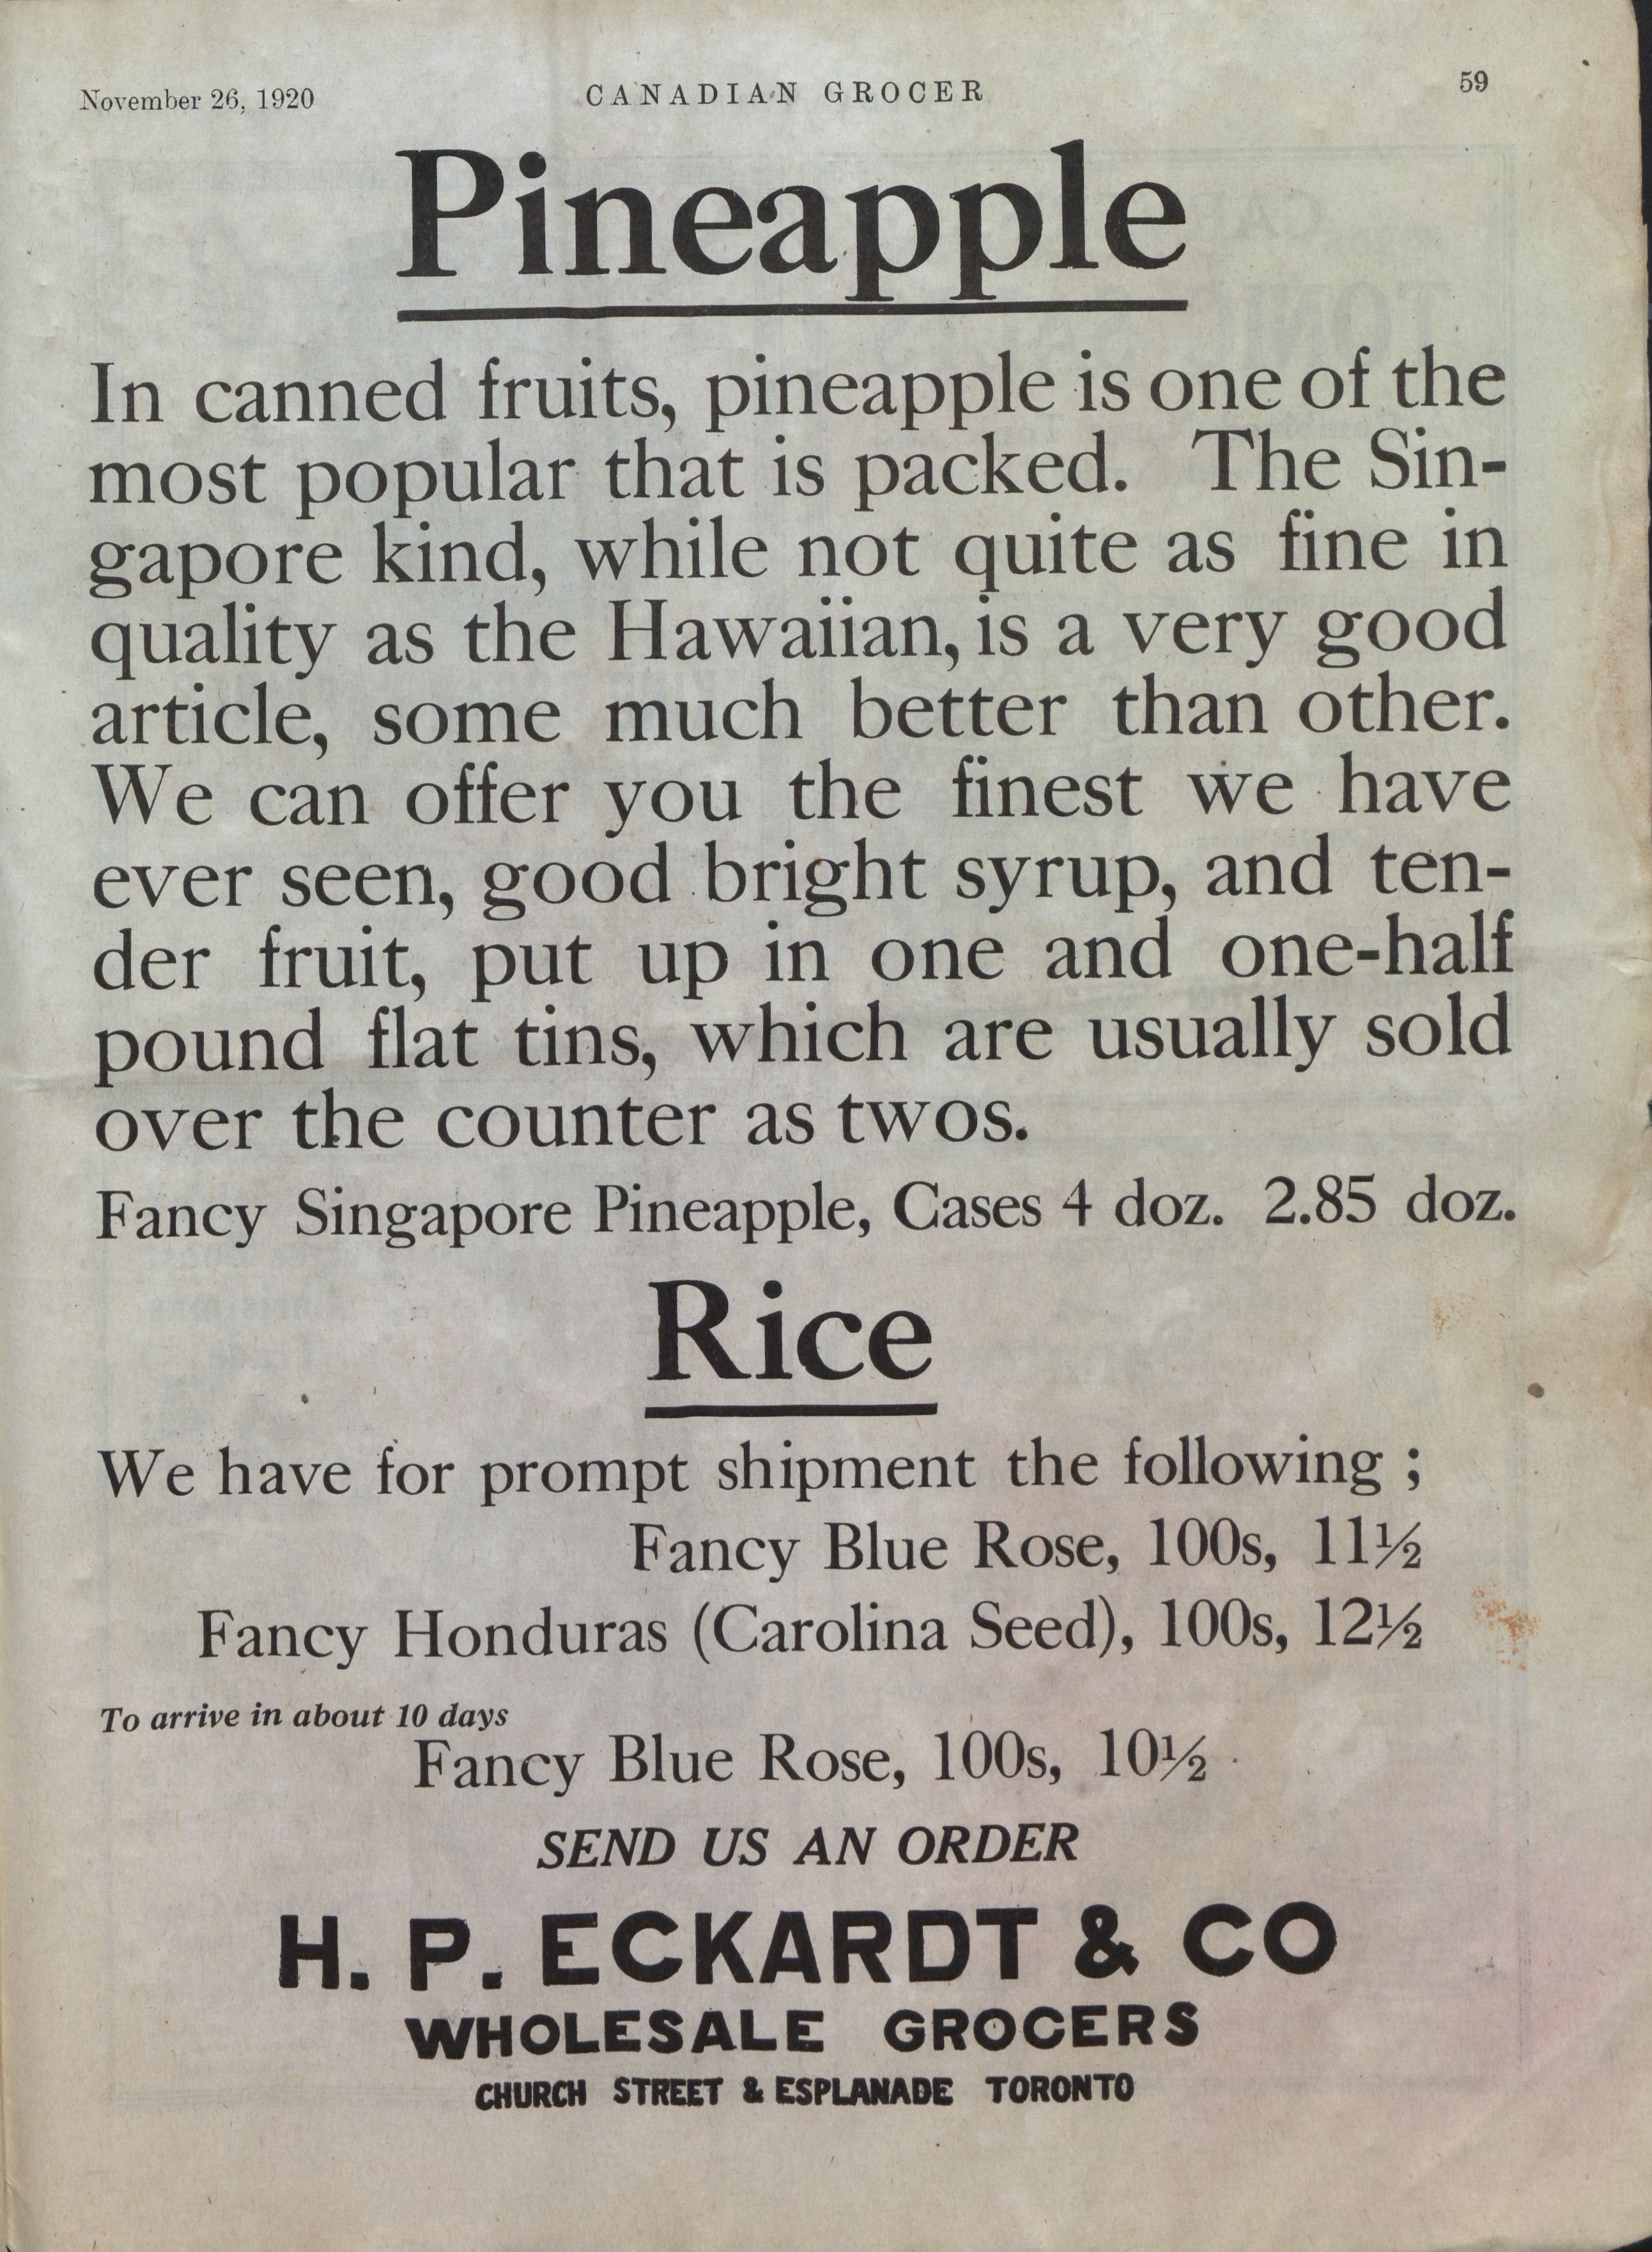 November 26, 1920
CANADIAN GROCER
59
Pineapple
In canned fruits, pineapple is one of the
most popular that is packed. The Sin-
gapore kind, while not quite as fine in
quality as the Hawaiian, is a very good
article, some much better than other.
We can offer you the finest we have
ever seen, good bright syrup, and ten-
der fruit, put up in one and one-half
pound flat tins, which are usually sold
over the counter as twos.
Fancy Singapore Pineapple, Cases 4 doz. 2.85 doz.
Rice
We have for prompt shipment the following ;
Fancy Blue Rose, 100s, 11½
Fancy Honduras (Carolina Seed), 100s, 12½
To arrive in about 10 days
Fancy Blue Rose, 100s, 10½
SEND US AN ORDER
H. P. ECKARDT & CO
WHOLESALE GROCERS
CHURCH STREET & ESPLANADE TORONTO